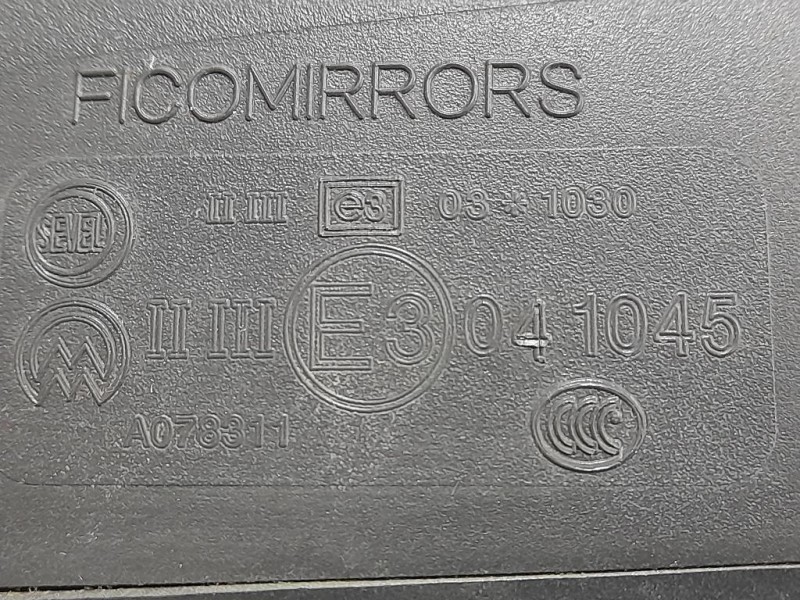 FICOMIRRORS
SEVEL II III e3 03 * 1030
II III E3 041045
A078311 CCC